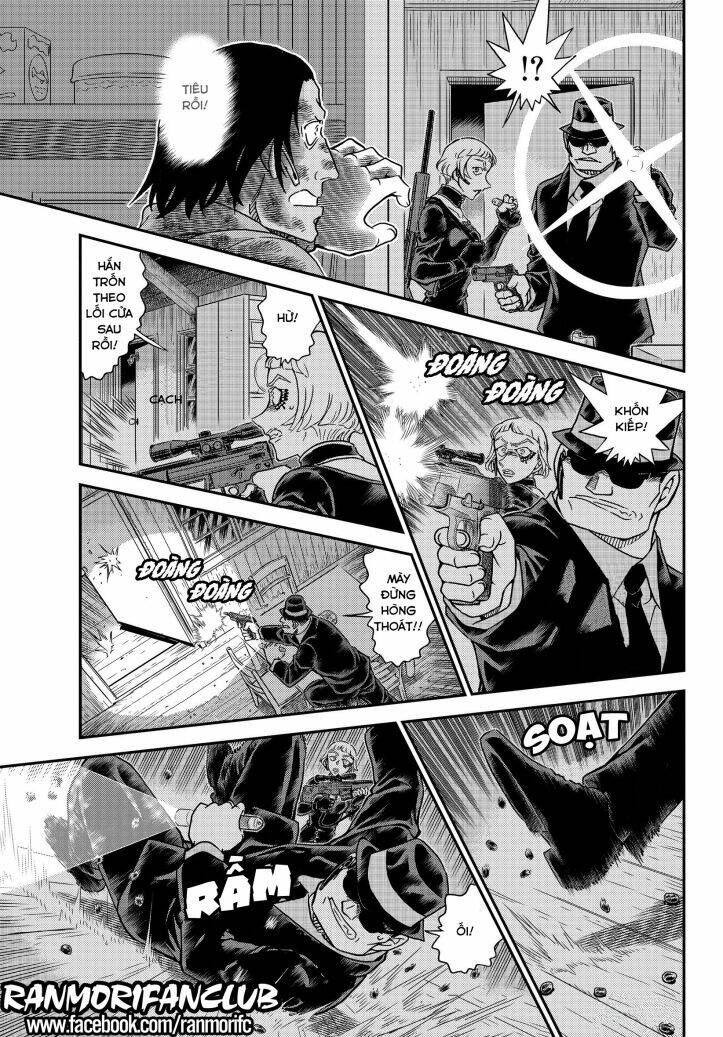 !?
TIÊU
RỒI!
HẮN
TRỐN
THEO
LỐI CỬA
SAU
RỒI!
HỪ!
CẠCH
ĐOÀNG
ĐOÀNG
KHỐN
KIẾP!
ĐOÀNG
ĐOÀNG
MÀY
ĐỪNG
HÒNG
THOÁT!!
SOẠT
RẦM
ỐI!
RANMORIFANCLUB
www.facebook.com/ranmorifc